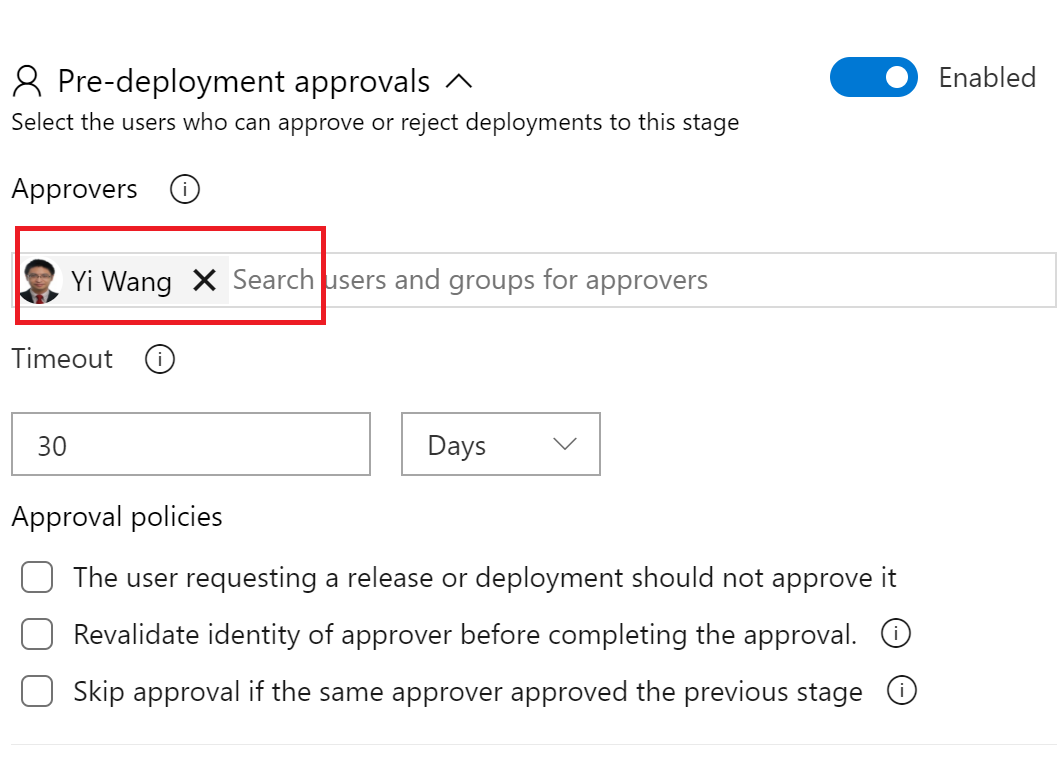 Pre-deployment approvals
Enabled
Select the users who can approve or reject deployments to this stage
Approvers
Yi Wang Search users and groups for approvers
Timeout
30 Days
Approval policies
The user requesting a release or deployment should not approve it
Revalidate identity of approver before completing the approval.
Skip approval if the same approver approved the previous stage